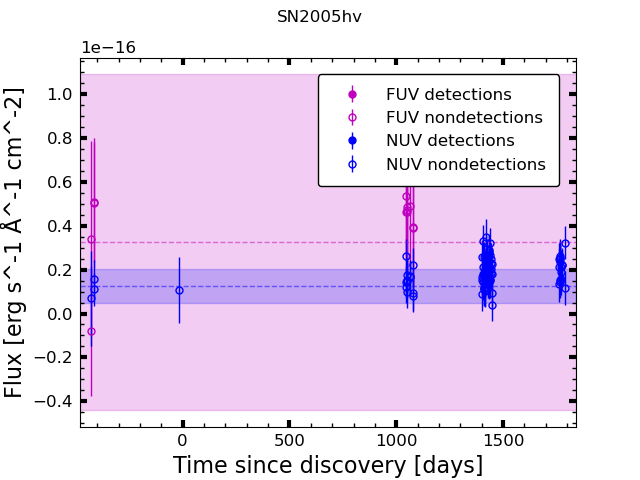 SN2005hv
1e−16
1.0
0.8
0.6
0.4
0.2
0.0
−0.2
−0.4
Flux [erg s^-1 Å^-1 cm^-2]
FUV detections
FUV nondetections
NUV detections
NUV nondetections
0
500
1000
1500
Time since discovery [days]